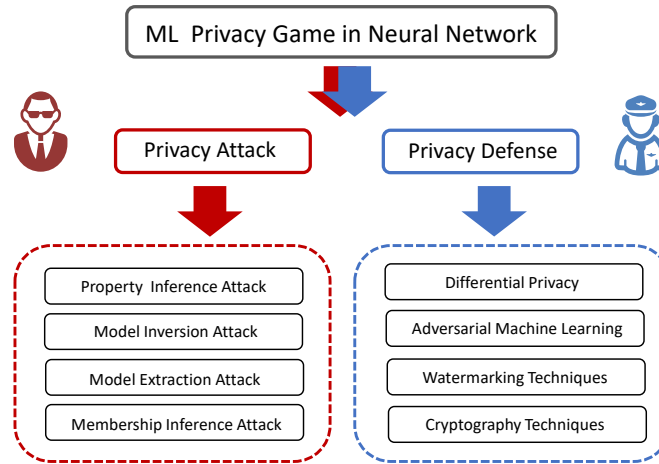 ML Privacy Game in Neural Network
Privacy Attack
Privacy Defense
Property Inference Attack
Model Inversion Attack
Model Extraction Attack
Membership Inference Attack
Differential Privacy
Adversarial Machine Learning
Watermarking Techniques
Cryptography Techniques